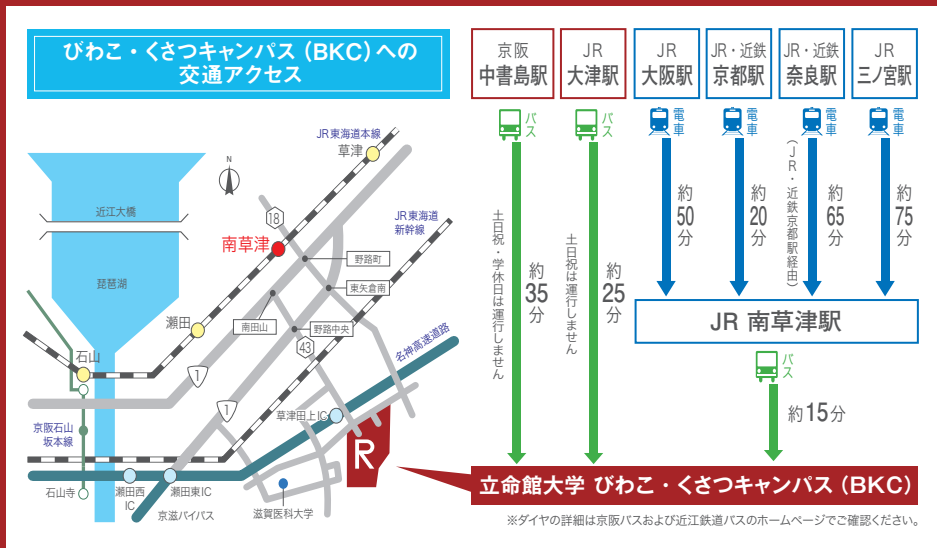 びわこ・くさつキャンパス（BKC）への
交通アクセス
京阪
中書島駅
JR
大津駅
JR
大阪駅
JR・近鉄
京都駅
JR・近鉄
奈良駅
JR
三ノ宮駅
バス
土日祝・学休日は運行しません
約35分
バス
土日祝は運行しません
約25分
電車
約50分
電車
約20分
電車
（JR・近鉄京都駅経由）
約65分
電車
約75分
JR 南草津駅
バス
約15分
立命館大学 びわこ・くさつキャンパス（BKC）
※ダイヤの詳細は京阪バスおよび近江鉄道バスのホームページでご確認ください。
JR東海道本線
草津
N
近江大橋
18
JR東海道
新幹線
南草津
野路町
琵琶湖
東矢倉南
瀬田
南田山
野路中央
43
名神高速道路
石山
1
1
草津田上IC
京阪石山
坂本線
R
石山寺
瀬田西
IC
瀬田東IC
京滋バイパス
滋賀医科大学